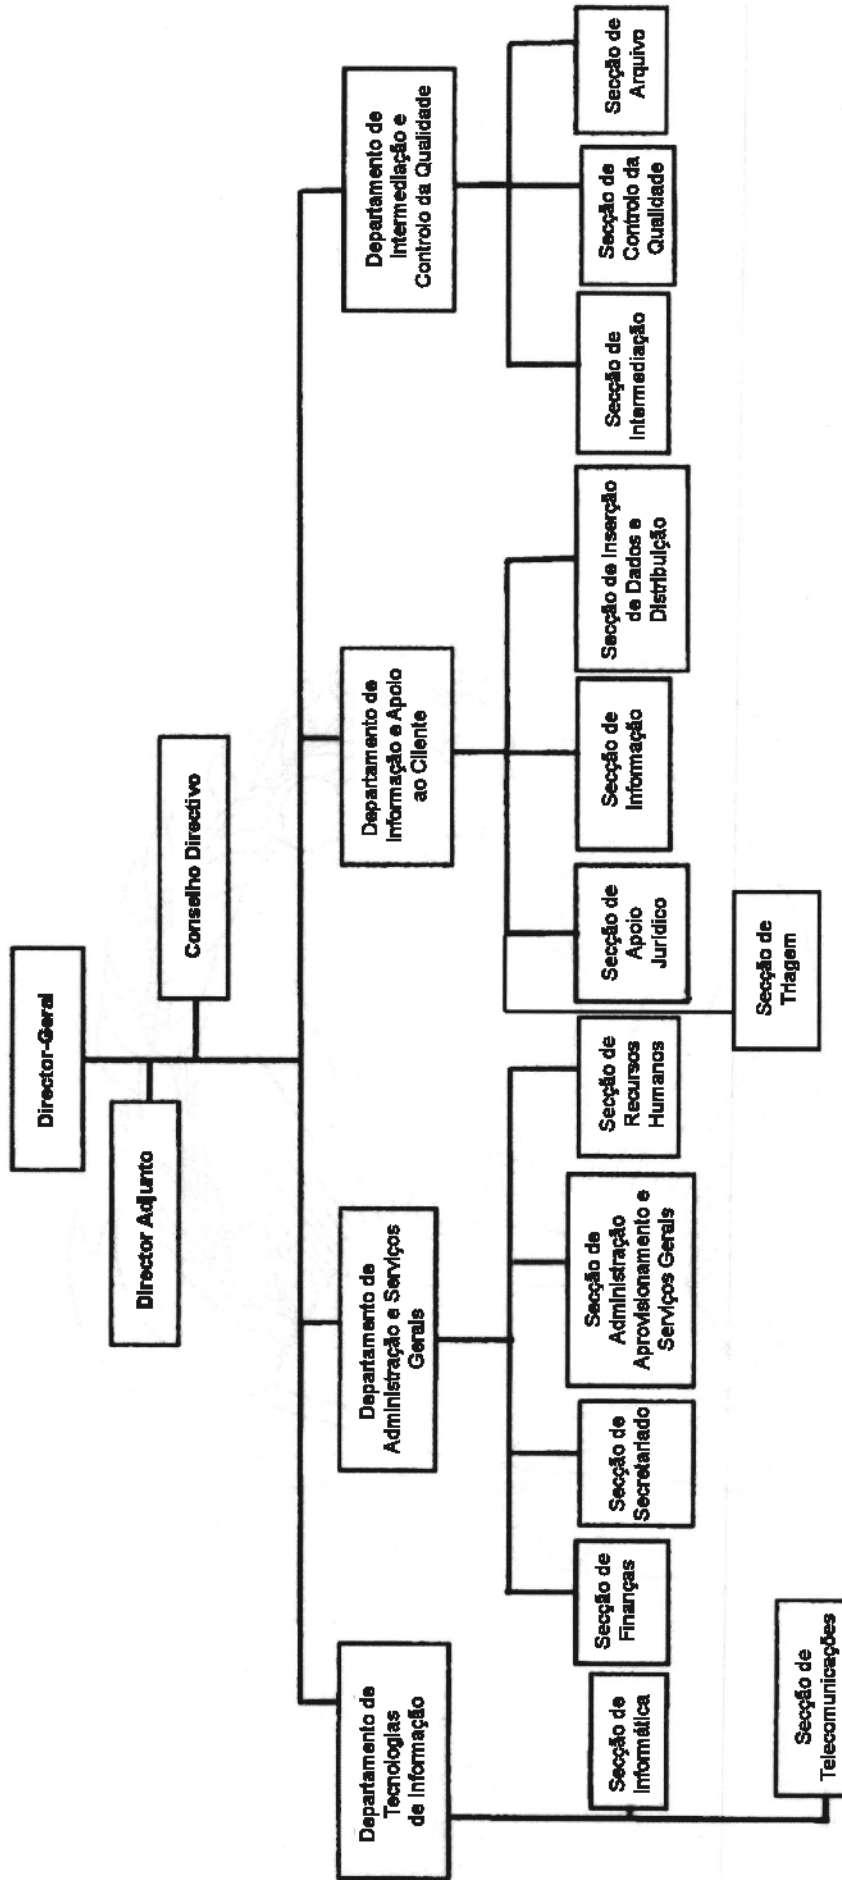 Director-Geral
Director Adjunto
Conselho Directivo
Departamento de
Tecnologias
de Informação
Departamento de
Administração e Serviços
Gerais
Departamento de
Informação e Apoio
ao Cliente
Departamento de
Intermediação e
Controlo da Qualidade
Secção de
Informática
Secção de
Finanças
Secção de
Secretariado
Secção de
Administração
Aprovisionamento e
Serviços Gerais
Secção de
Recursos
Humanos
Secção de
Apoio
Jurídico
Secção de
Informação
Secção de Inserção
de Dados e
Distribuição
Secção de
Intermediação
Secção de
Controlo da
Qualidade
Secção de
Arquivo
Secção de
Telecomunicações
Secção de
Triagem